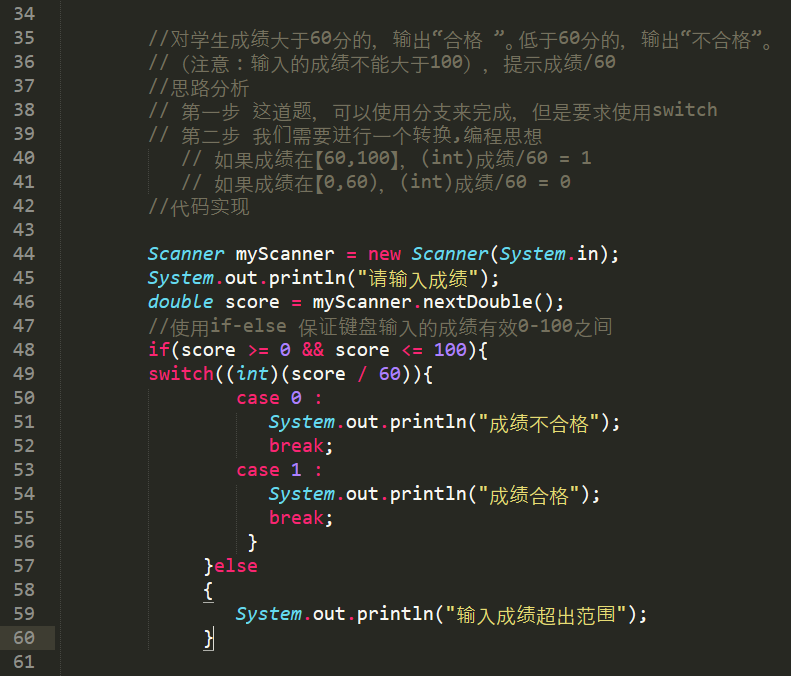 34
35 //对学生成绩大于60分的，输出“合格 ”。低于60分的，输出“不合格”。
36 //（注意：输入的成绩不能大于100），提示成绩/60
37 //思路分析
38 // 第一步 这道题，可以使用分支来完成，但是要求使用switch
39 // 第二步 我们需要进行一个转换,编程思想
40 // 如果成绩在【60,100】，(int)成绩/60 = 1
41 // 如果成绩在【0,60)，(int)成绩/60 = 0
42 //代码实现
43
44 Scanner myScanner = new Scanner(System.in);
45 System.out.println("请输入成绩");
46 double score = myScanner.nextDouble();
47 //使用if-else 保证键盘输入的成绩有效0-100之间
48 if(score >= 0 && score <= 100){
49 switch((int)(score / 60)){
50 case 0 :
51 System.out.println("成绩不合格");
52 break;
53 case 1 :
54 System.out.println("成绩合格");
55 break;
56 }
57 }else
58 {
59 System.out.println("输入成绩超出范围");
60 }
61